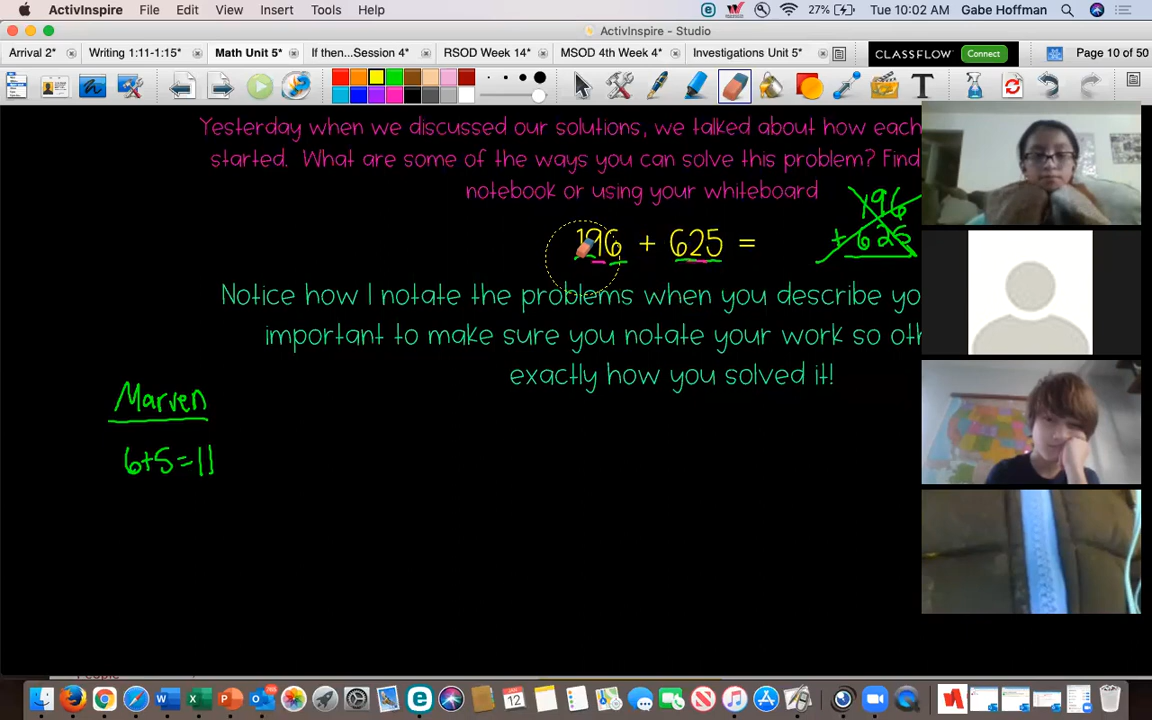 ActivInspire File Edit View Insert Tools Help 27% Tue 10:02 AM Gabe Hoffman
ActivInspire - Studio
Arrival 2* Writing 1:11-1:15* Math Unit 5* If then...Session 4* RSOD Week 14* MSOD 4th Week 4* Investigations Unit 5* CLASSFLOW Connect Page 10 of 50
Yesterday when we discussed our solutions, we talked about how each
started. What are some of the ways you can solve this problem? Find
notebook or using your whiteboard
196
+ 625
196 + 625 =
Notice how I notate the problems when you describe yo
important to make sure you notate your work so oth
exactly how you solved it!
Marven
6+5=11